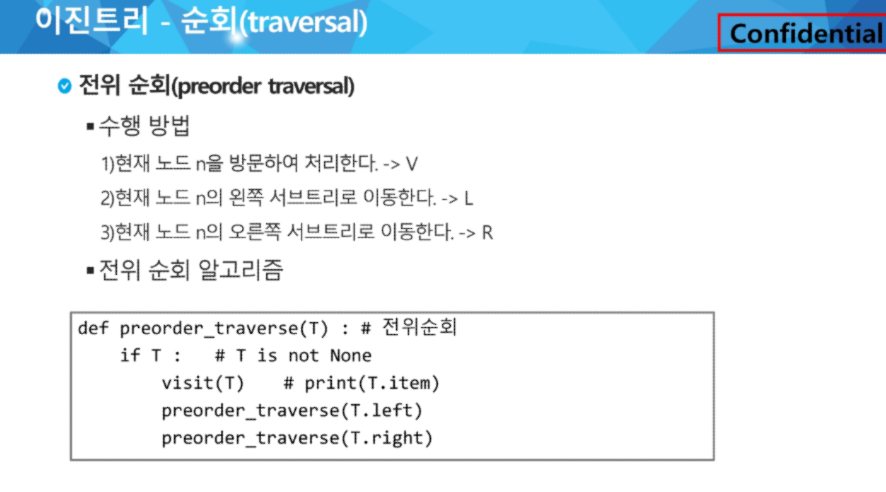 이진트리 - 순회(traversal)
Confidential
전위 순회(preorder traversal)
▪수행 방법
1)현재 노드 n을 방문하여 처리한다. -> V
2)현재 노드 n의 왼쪽 서브트리로 이동한다. -> L
3)현재 노드 n의 오른쪽 서브트리로 이동한다. -> R
▪전위 순회 알고리즘
def preorder_traverse(T) : # 전위순회
    if T :   # T is not None
        visit(T)    # print(T.item)
        preorder_traverse(T.left)
        preorder_traverse(T.right)